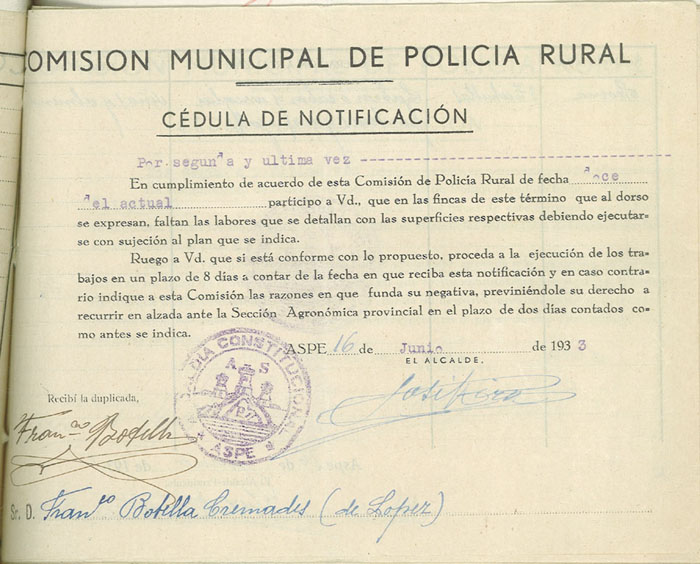 COMISION MUNICIPAL DE POLICIA RURAL
CÉDULA DE NOTIFICACIÓN
Por segunda y ultima vez --------------------------------
En cumplimiento de acuerdo de esta Comisión de Policía Rural de fecha doce
del actual participo a Vd., que en las fincas de este término que al dorso
se expresan, faltan las labores que se detallan con las superficies respectivas debiendo ejecutar=
se con sujeción al plan que se indica.
Ruego a Vd. que si está conforme con lo propuesto, proceda a la ejecución de los tra=
bajos en un plazo de 8 días a contar de la fecha en que reciba esta notificación y en caso contra=
rio indique a esta Comisión las razones en que funda su negativa, previniéndole su derecho a
recurrir en alzada ante la Sección Agronómica provincial en el plazo de dos días contados co=
mo antes se indica.
ASPE 16 de Junio de 1933
EL ALCALDE,
ALCALDIA CONSTITUCIONAL
A S
P E
ASPE
Recibí la duplicada,
Franco Botella
Sr. D. Franco Botella Cremades (de Lopez)